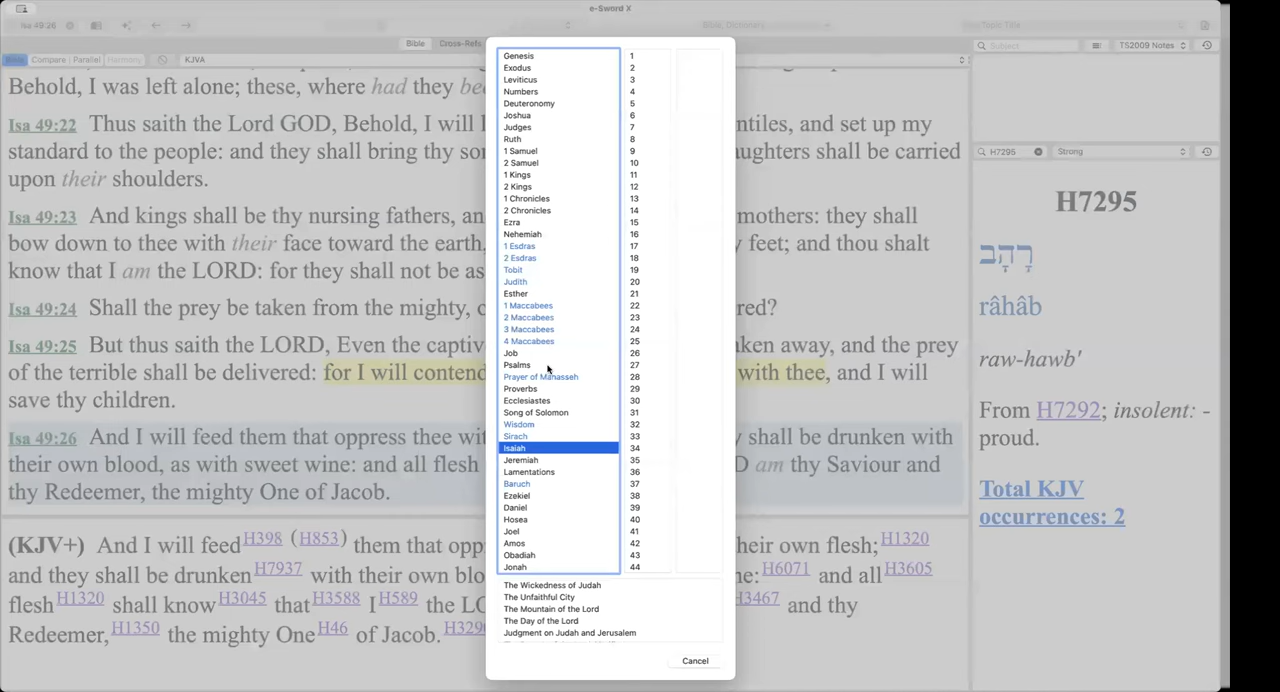 e-Sword X
Isa 49:26
Bible, Dictionary
View Topic Title
Bible
Cross-Refs
Subject
TS2009 Notes
Bible
Compare
Parallel
Harmony
KJVA
Behold, I was left alone; these, where had they
Isa 49:22 Thus saith the Lord GOD, Behold, I will
ntiles, and set up my
standard to the people: and they shall bring thy
aughters shall be carried
upon their shoulders.
Isa 49:23 And kings shall be thy nursing fathers,
mothers: they shall
bow down to thee with their face toward the earth,
feet; and thou shalt
know that I am the LORD: for they shall not be
Isa 49:24 Shall the prey be taken from the mighty,
ered?
Isa 49:25 But thus saith the LORD, Even the
aken away, and the prey
of the terrible shall be delivered: for I will contend
with thee, and I will
save thy children.
Isa 49:26 And I will feed them that oppress thee
shall be drunken with
their own blood, as with sweet wine: and all flesh
am thy Saviour and
thy Redeemer, the mighty One of Jacob.
(KJV+) And I will feed H398 (H853) them that
heir own flesh; H1320
and they shall be drunken H7937 with their own
ne: H6071 and all H3605
flesh H1320 shall know H3045 that H3588 I H589 the
H3467 and thy
Redeemer, H1350 the mighty One H46 of Jacob.
Genesis
Exodus
Leviticus
Numbers
Deuteronomy
Joshua
Judges
Ruth
1 Samuel
2 Samuel
1 Kings
2 Kings
1 Chronicles
2 Chronicles
Ezra
Nehemiah
1 Esdras
2 Esdras
Tobit
Judith
Esther
1 Maccabees
2 Maccabees
3 Maccabees
4 Maccabees
Job
Psalms
Prayer of Manasseh
Proverbs
Ecclesiastes
Song of Solomon
Wisdom
Sirach
Isaiah
Jeremiah
Lamentations
Baruch
Ezekiel
Daniel
Hosea
Joel
Amos
Obadiah
Jonah
1
2
3
4
5
6
7
8
9
10
11
12
13
14
15
16
17
18
19
20
21
22
23
24
25
26
27
28
29
30
31
32
33
34
35
36
37
38
39
40
41
42
43
44
The Wickedness of Judah
The Unfaithful City
The Mountain of the Lord
The Day of the Lord
Judgment on Judah and Jerusalem
Cancel
H7295
Strong
H7295
רָהָב
râhâb
raw-hawb'
From H7292; insolent: -
proud.
Total KJV
occurrences: 2